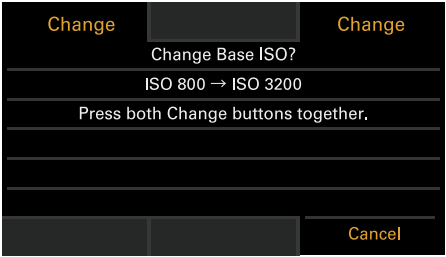 Change Change
Change Base ISO?
ISO 800 → ISO 3200
Press both Change buttons together.
Cancel